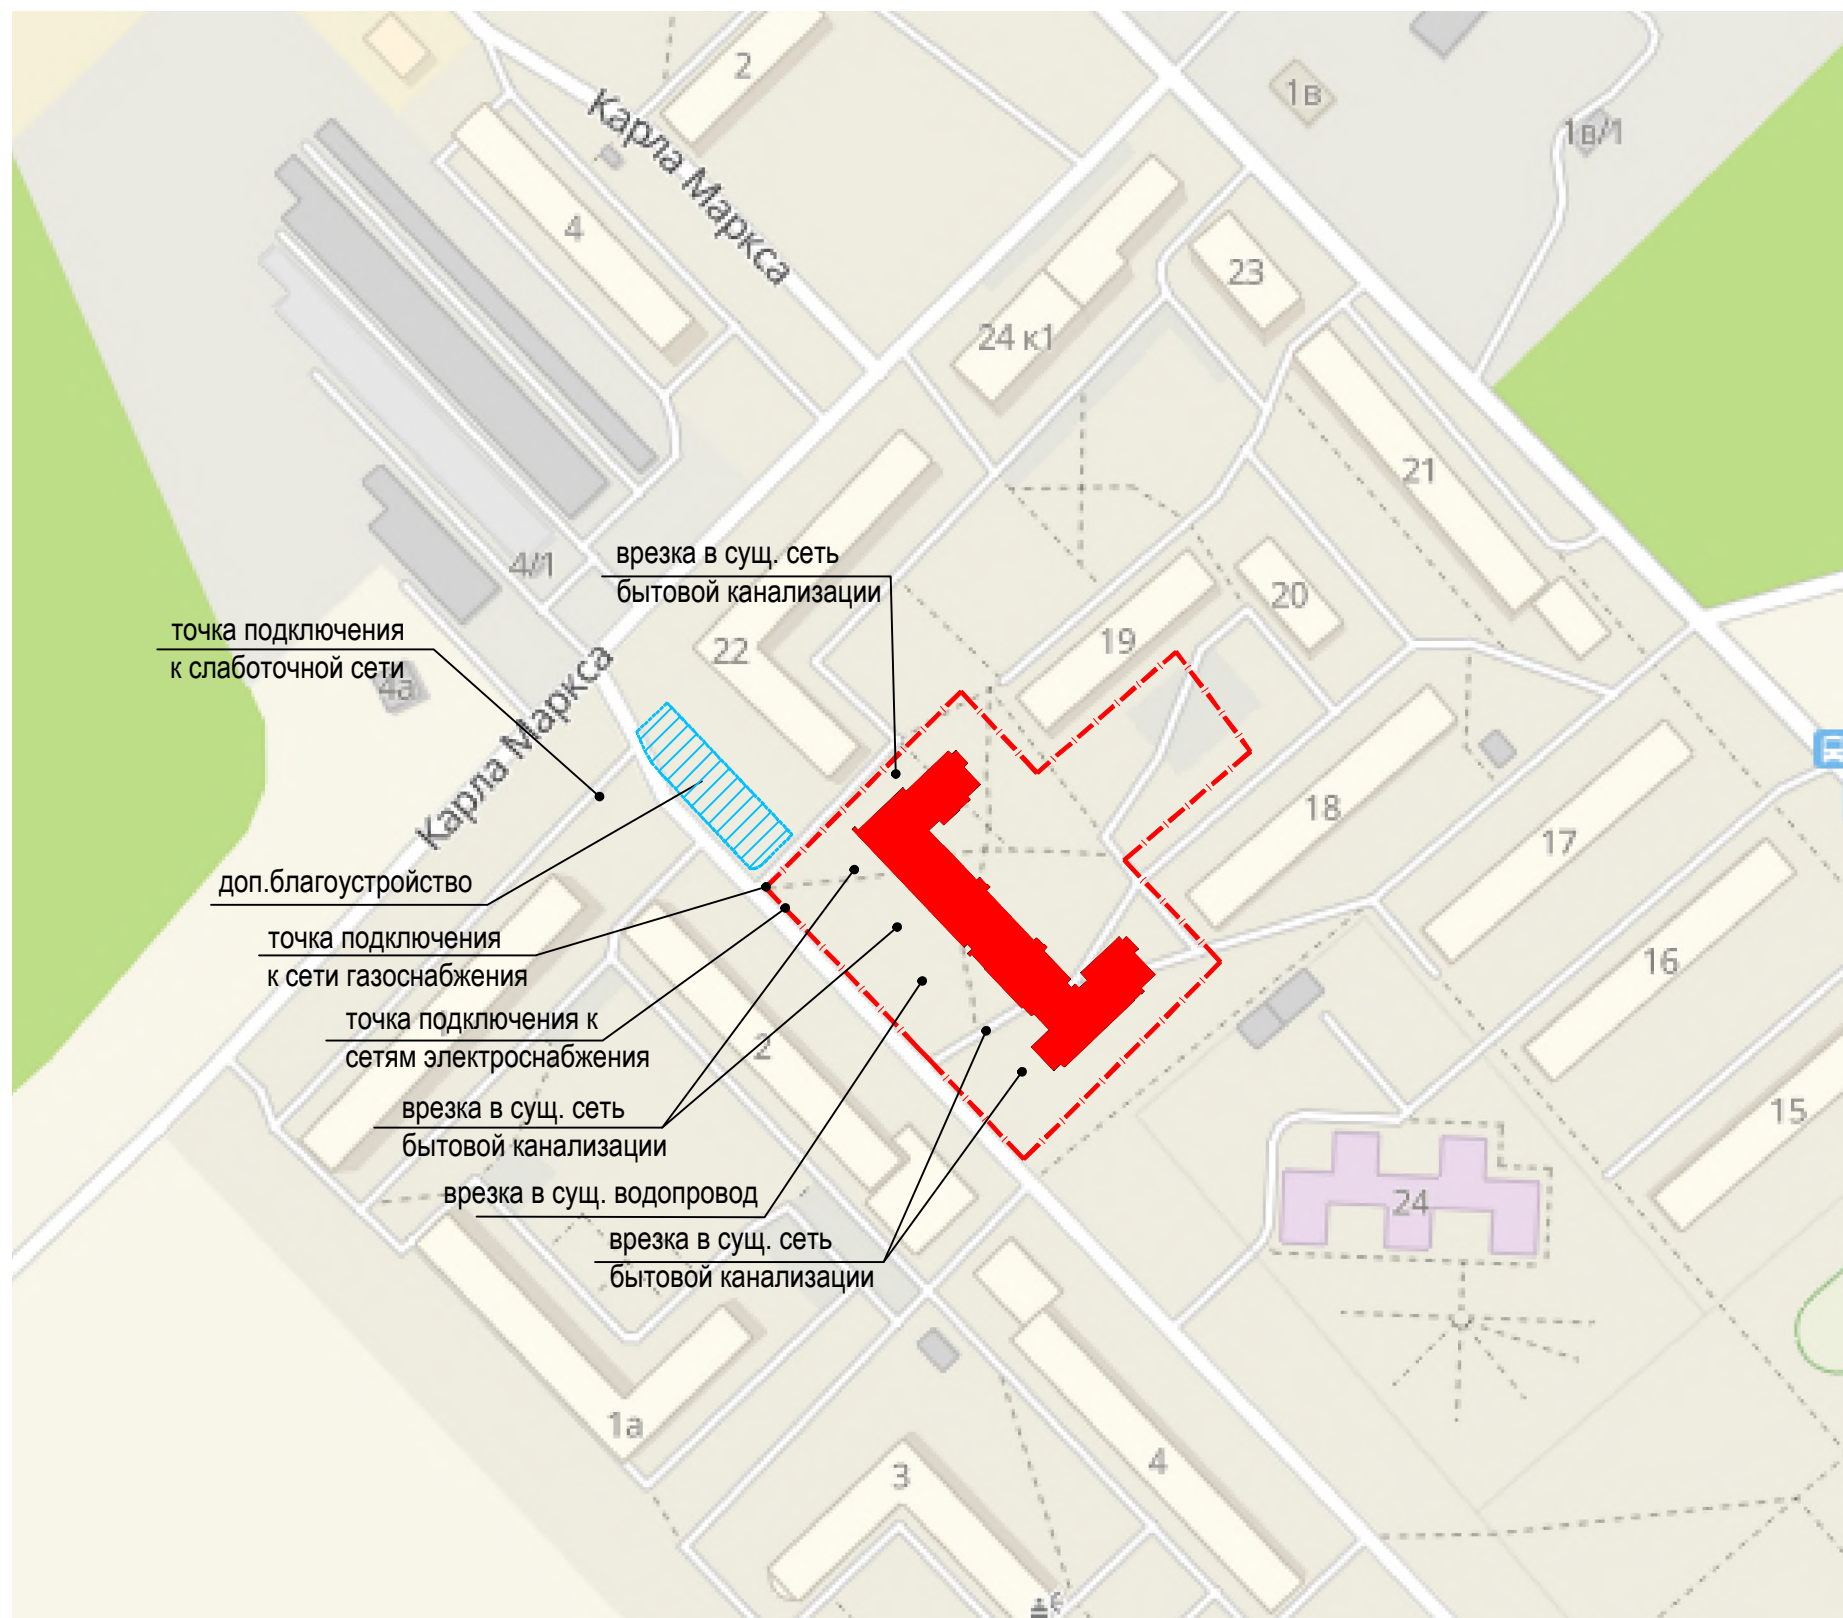 2
1в
1в/1
Карла Маркса
4
23
24 к1
21
врезка в сущ. сеть
бытовой канализации
4/1
20
19
22
точка подключения
к слаботочной сети
4а
Карла Маркса
18
17
доп.благоустройство
точка подключения
к сети газоснабжения
16
точка подключения к
сетям электроснабжения
2
врезка в сущ. сеть
бытовой канализации
15
врезка в сущ. водопровод
24
врезка в сущ. сеть
бытовой канализации
1а
3
4
6